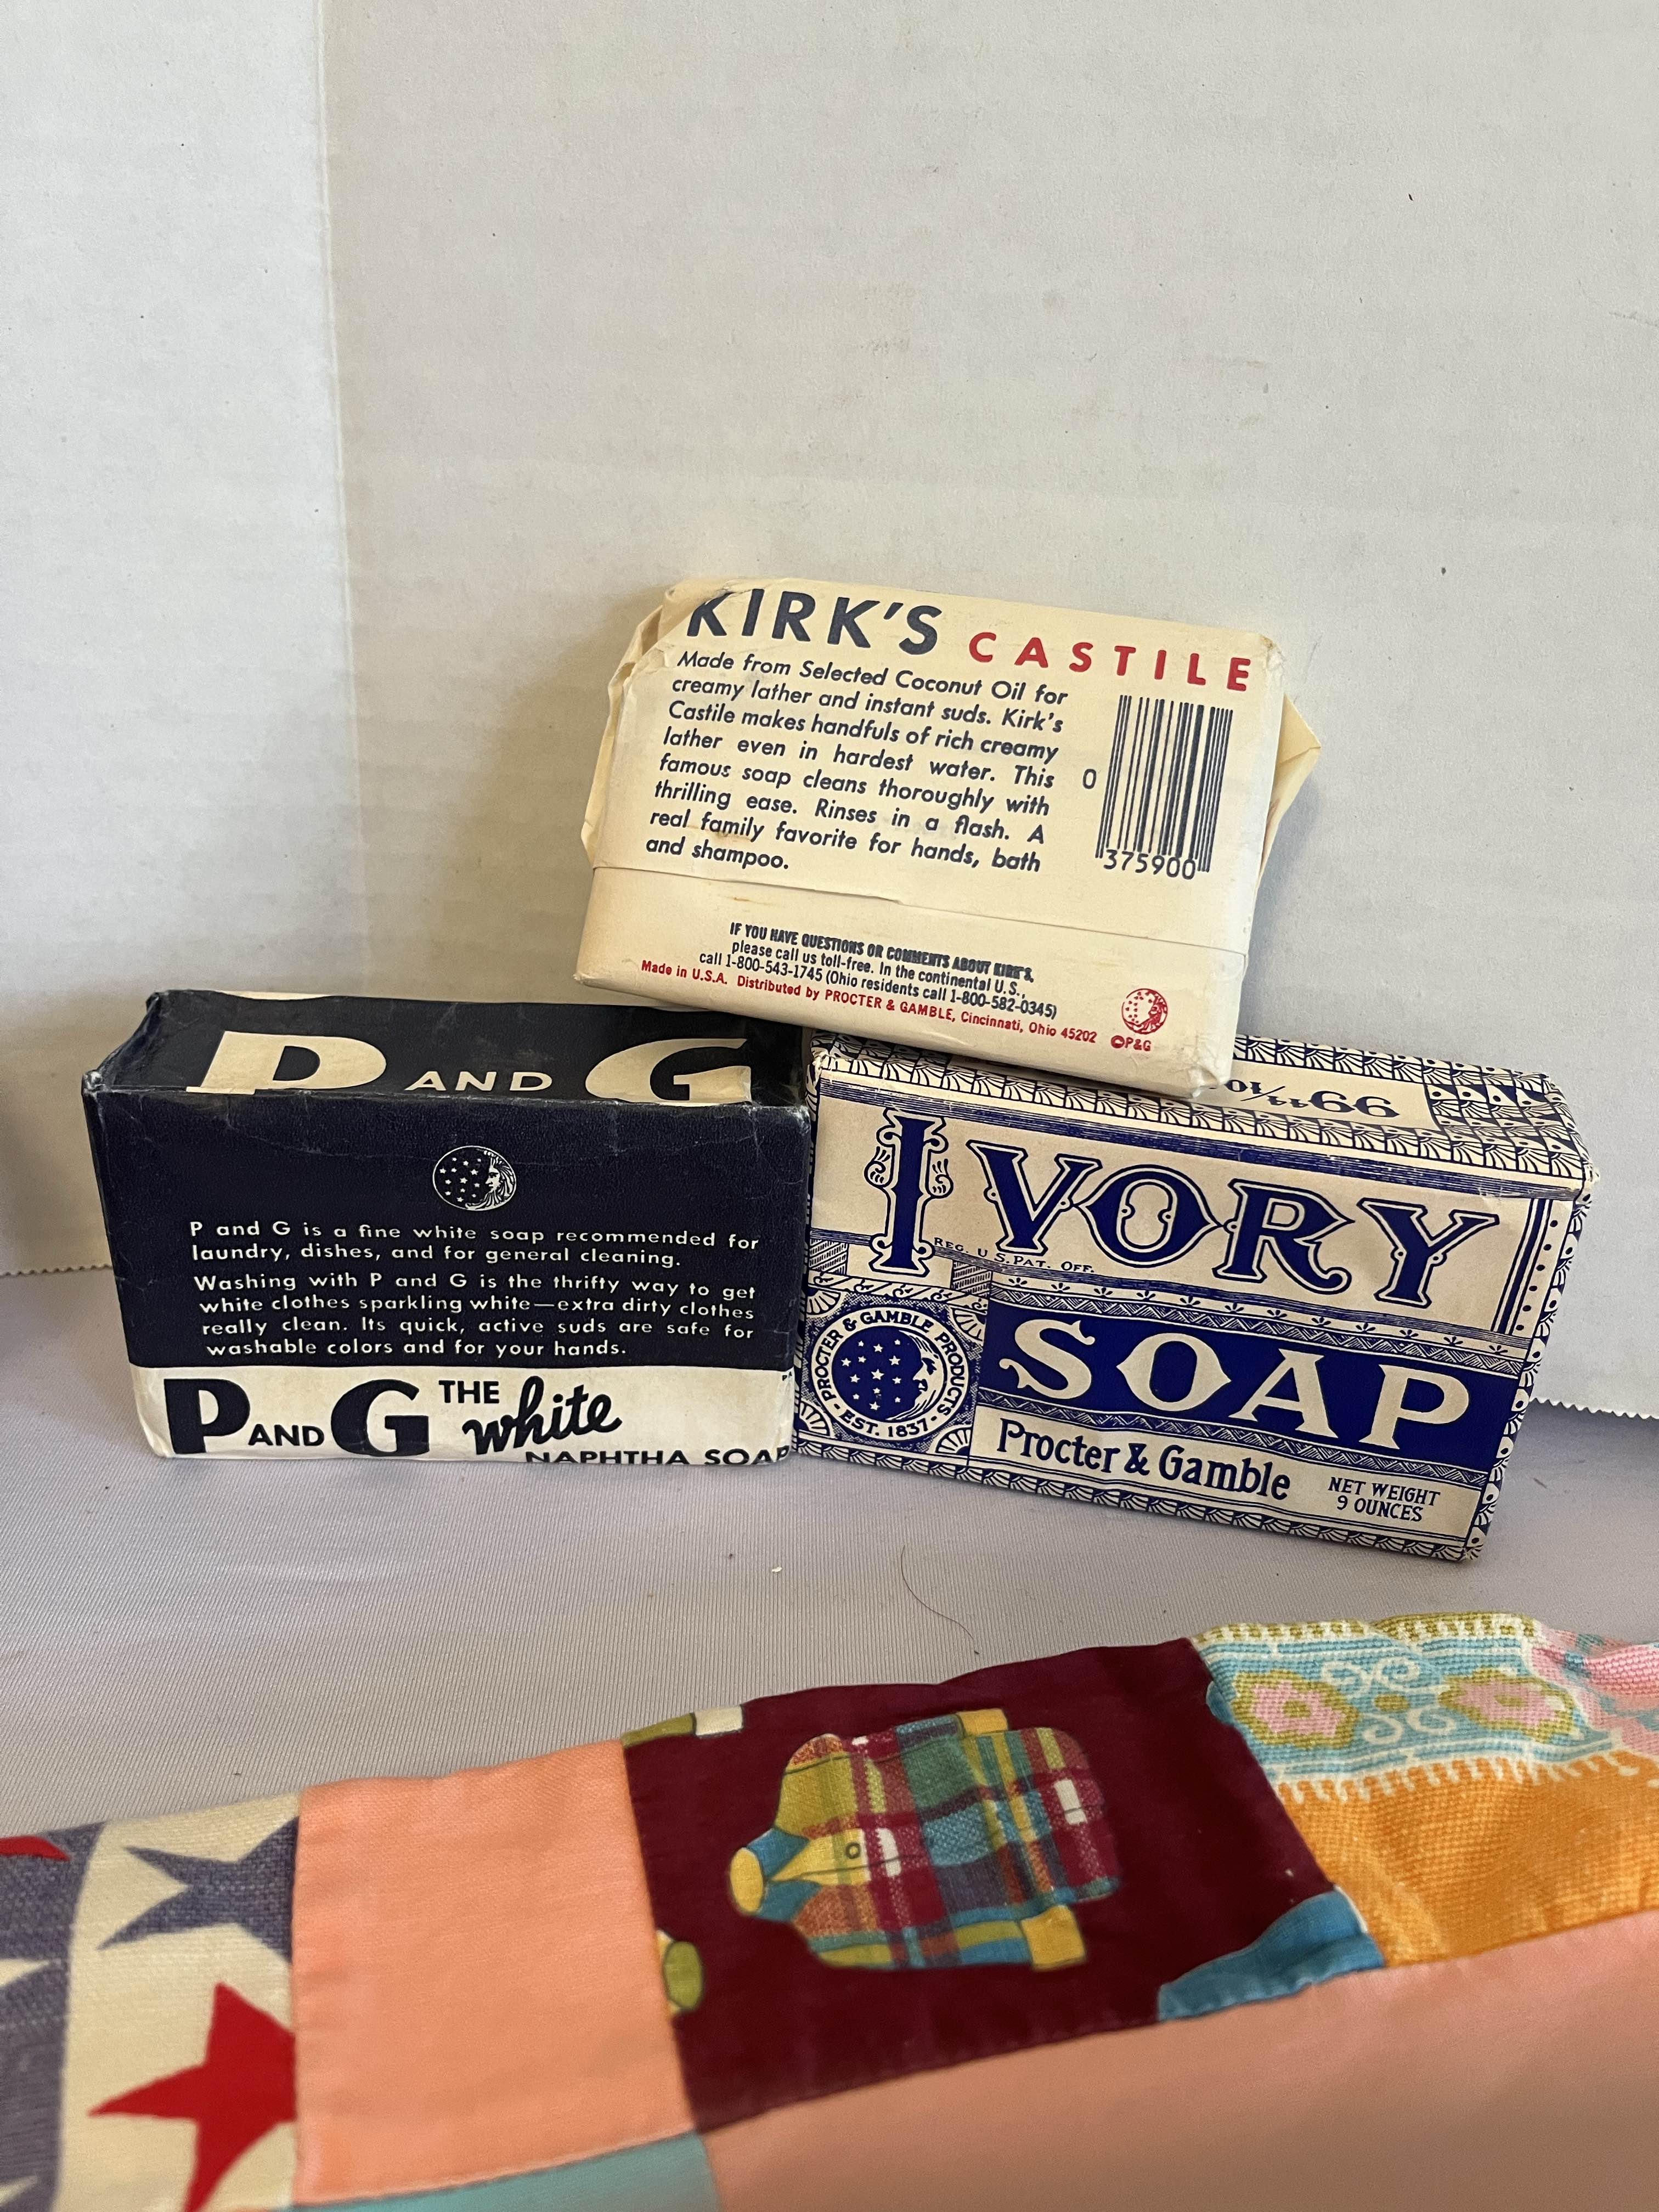 KIRK'S CASTILE
Made from Selected Coconut Oil for
creamy lather and instant suds. Kirk's
Castile makes handfuls of rich creamy
lather even in hardest water. This
famous soap cleans thoroughly with
thrilling ease. Rinses in a flash. A
real family favorite for hands, bath
and shampoo.
0
375900
IF YOU HAVE QUESTIONS OR COMMENTS ABOUT KIRK'S,
please call us toll-free. In the continental U.S.,
call 1-800-543-1745 (Ohio residents call 1-800-582-0345)
Made in U.S.A. Distributed by PROCTER & GAMBLE, Cincinnati, Ohio 45202
©P&G
P AND G
P and G is a fine white soap recommended for
laundry, dishes, and for general cleaning.
Washing with P and G is the thrifty way to get
white clothes sparkling white—extra dirty clothes
really clean. Its quick, active suds are safe for
washable colors and for your hands.
P AND G THE white
NAPHTHA SOAP
99 44/10
IVORY
REG. U.S. PAT. OFF.
SOAP
PROCTER & GAMBLE PRODUCTS
EST. 1837
Procter & Gamble
NET WEIGHT
9 OUNCES